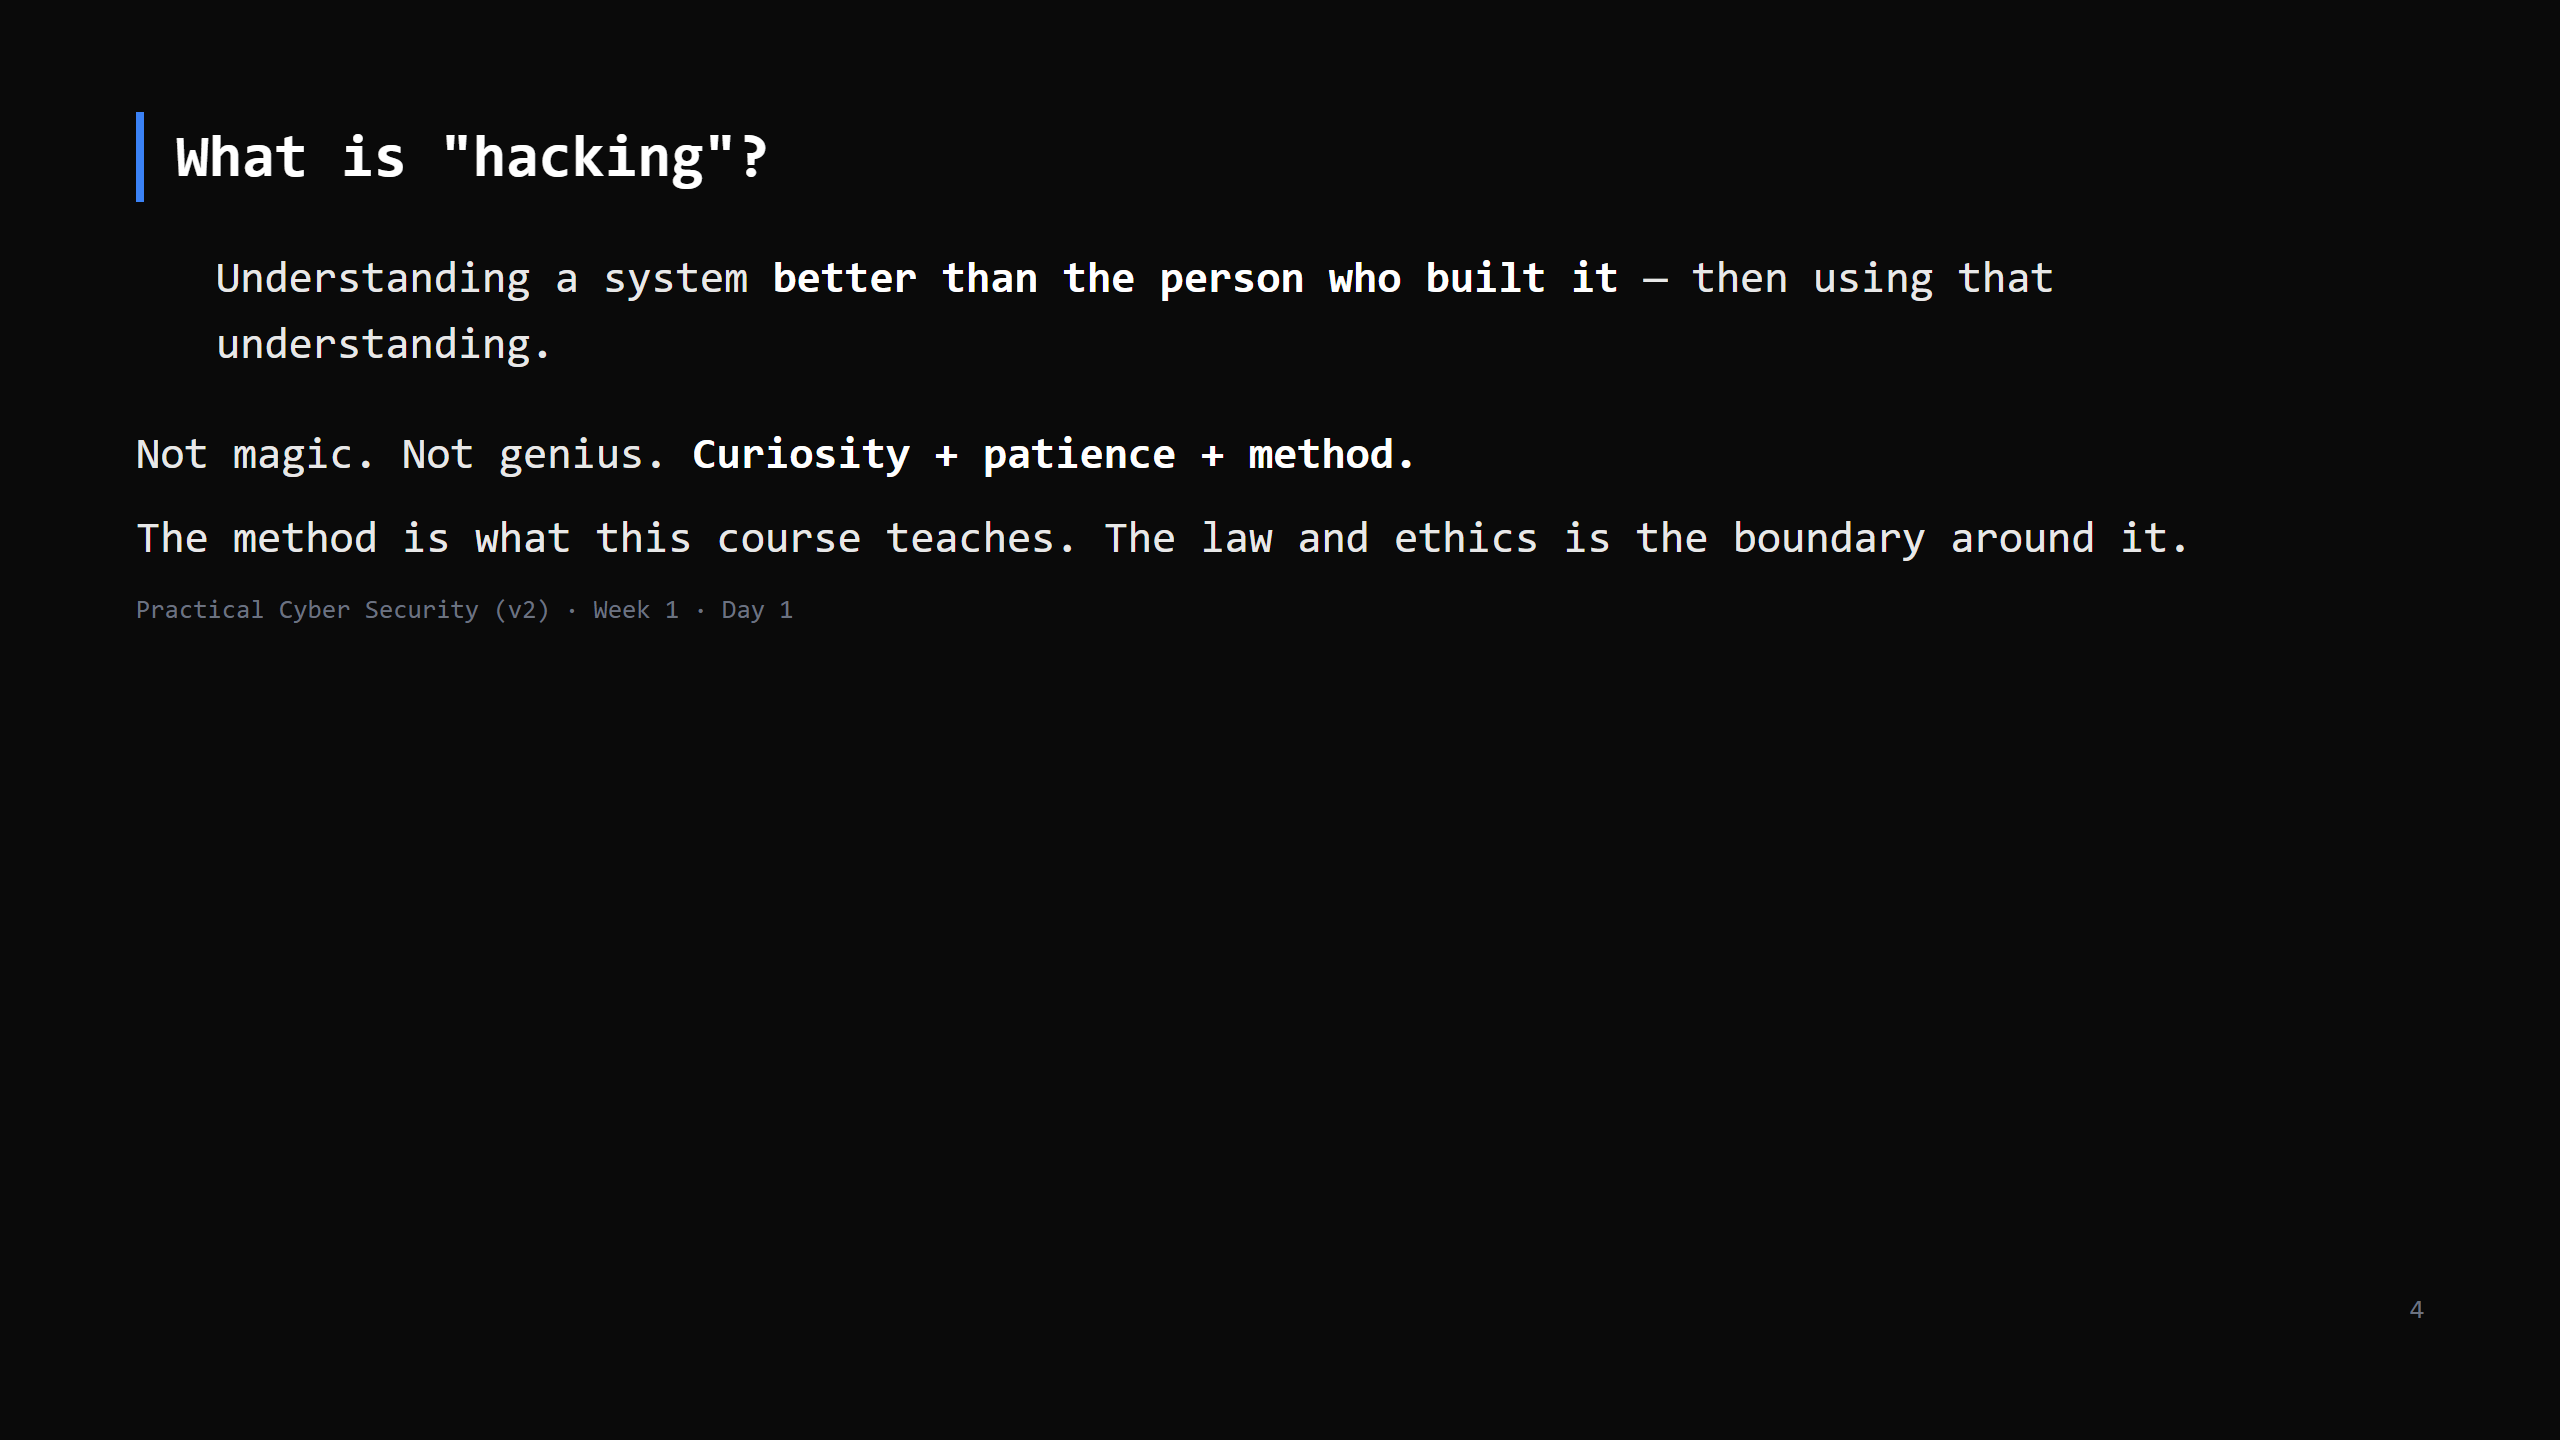 What is "hacking"?
Understanding a system better than the person who built it — then using that
understanding.
Not magic. Not genius. Curiosity + patience + method.
The method is what this course teaches. The law and ethics is the boundary around it.
Practical Cyber Security (v2) · Week 1 · Day 1
4